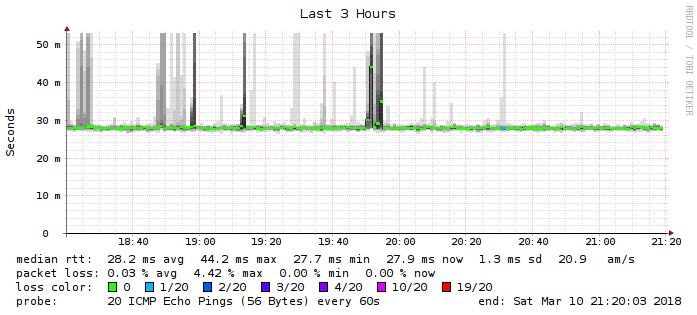 Last 3 Hours
RRDTOOL / TOBI OETIKER
Seconds
50 m
40 m
30 m
20 m
10 m
0
18:40 19:00 19:20 19:40 20:00 20:20 20:40 21:00 21:20
median rtt: 28.2 ms avg 44.2 ms max 27.7 ms min 27.9 ms now 1.3 ms sd 20.9 am/s
packet loss: 0.03 % avg 4.42 % max 0.00 % min 0.00 % now
loss color: 0 1/20 2/20 3/20 4/20 10/20 19/20
probe: 20 ICMP Echo Pings (56 Bytes) every 60s end: Sat Mar 10 21:20:03 2018